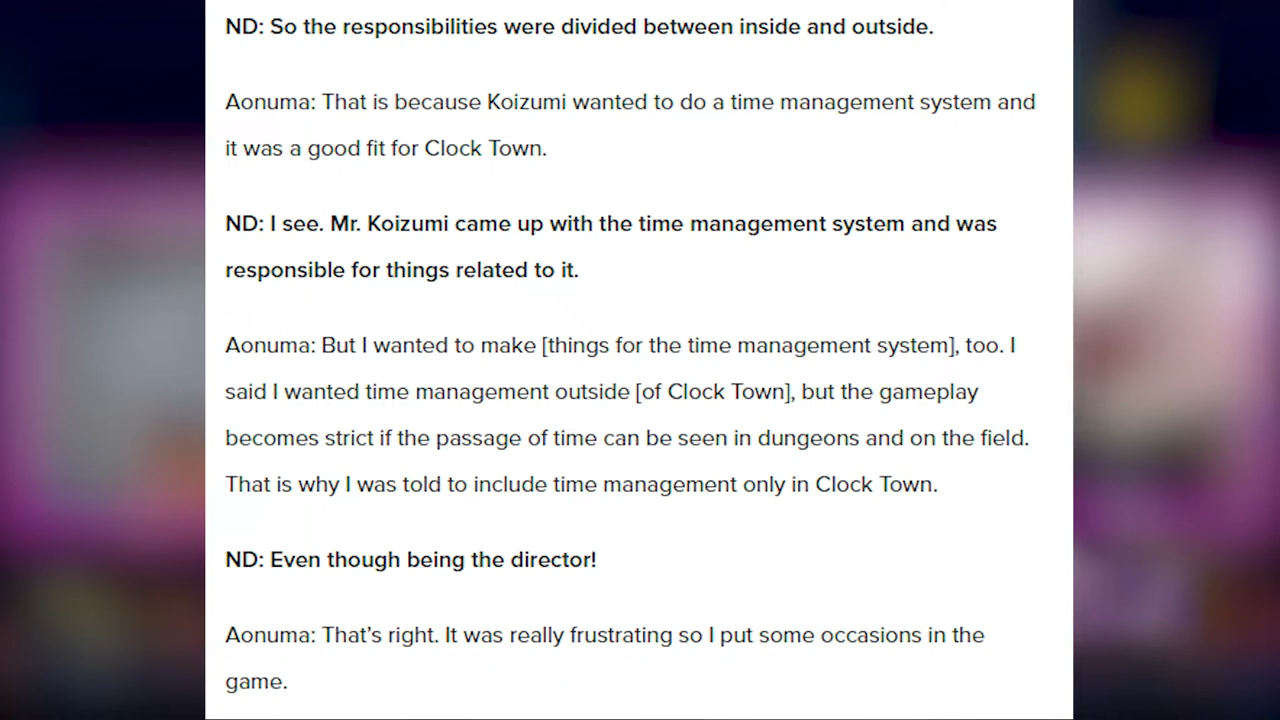 ND: So the responsibilities were divided between inside and outside.
Aonuma: That is because Koizumi wanted to do a time management system and
it was a good fit for Clock Town.
ND: I see. Mr. Koizumi came up with the time management system and was
responsible for things related to it.
Aonuma: But I wanted to make [things for the time management system], too. I
said I wanted time management outside [of Clock Town], but the gameplay
becomes strict if the passage of time can be seen in dungeons and on the field.
That is why I was told to include time management only in Clock Town.
ND: Even though being the director!
Aonuma: That’s right. It was really frustrating so I put some occasions in the
game.